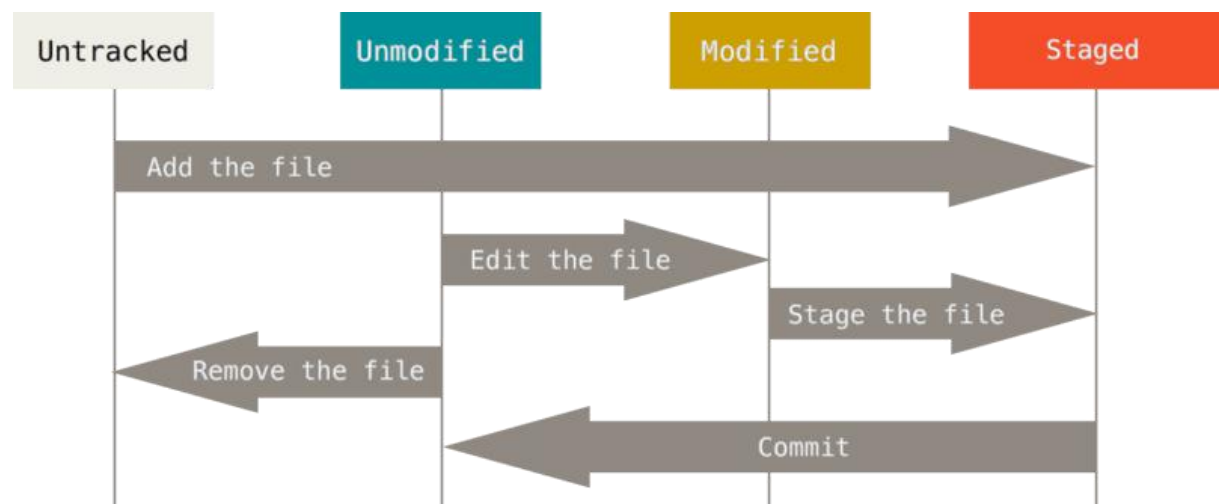 Untracked
Unmodified
Modified
Staged
Add the file
Edit the file
Stage the file
Remove the file
Commit